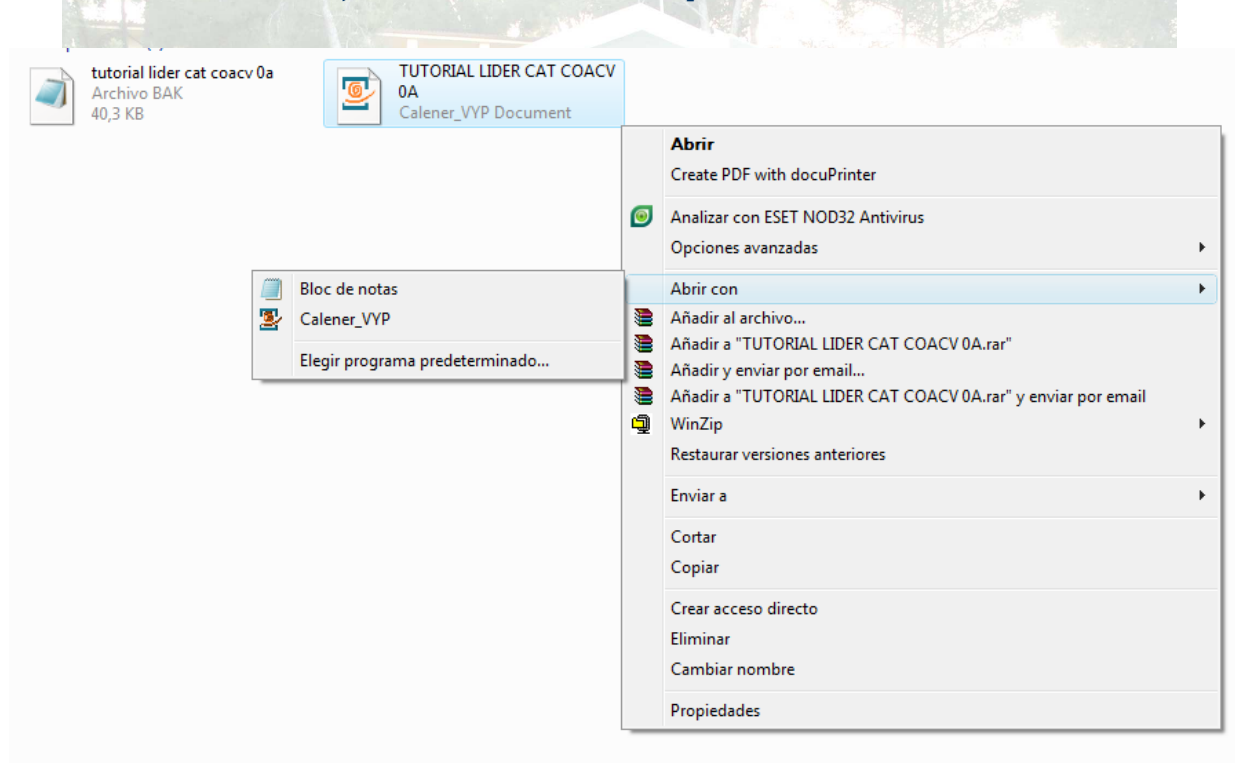 tutorial lider cat coacv 0a
Archivo BAK
40,3 KB
TUTORIAL LIDER CAT COACV
0A
Calener_VYP Document
Abrir
Create PDF with docuPrinter
Analizar con ESET NOD32 Antivirus
Opciones avanzadas
Abrir con
Bloc de notas
Calener_VYP
Elegir programa predeterminado...
Añadir al archivo...
Añadir a "TUTORIAL LIDER CAT COACV 0A.rar"
Añadir y enviar por email...
Añadir a "TUTORIAL LIDER CAT COACV 0A.rar" y enviar por email
WinZip
Restaurar versiones anteriores
Enviar a
Cortar
Copiar
Crear acceso directo
Eliminar
Cambiar nombre
Propiedades